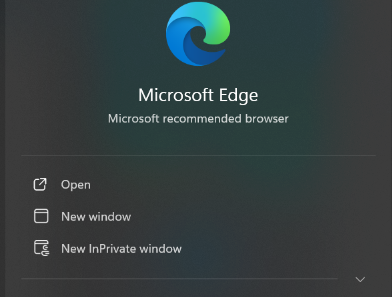 Microsoft Edge
Microsoft recommended browser
Open
New window
New InPrivate window